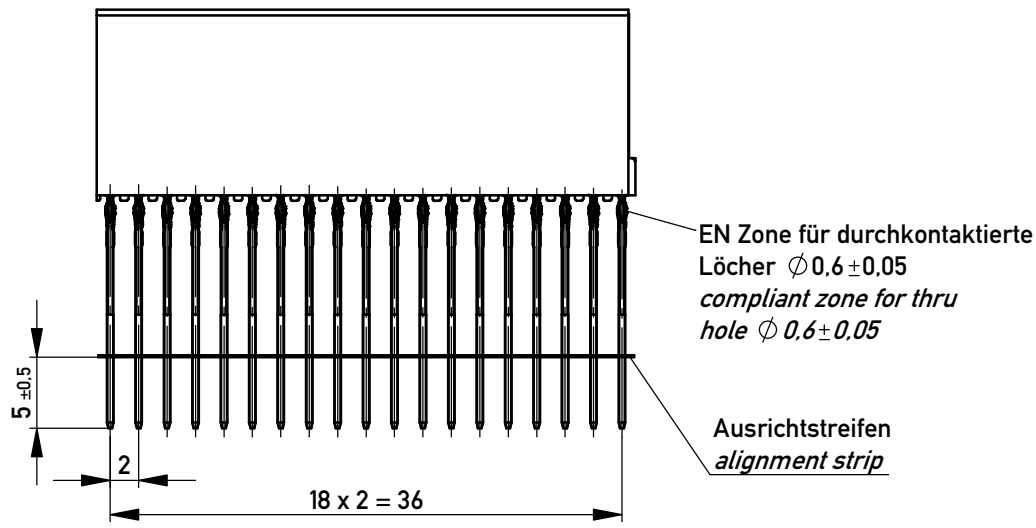 EN Zone für durchkontaktierte
Löcher ∅ 0,6 ±0,05
compliant zone for thru
hole ∅ 0,6 ±0,05
5 ±0,5
Ausrichtstreifen
alignment strip
2
18 x 2 = 36